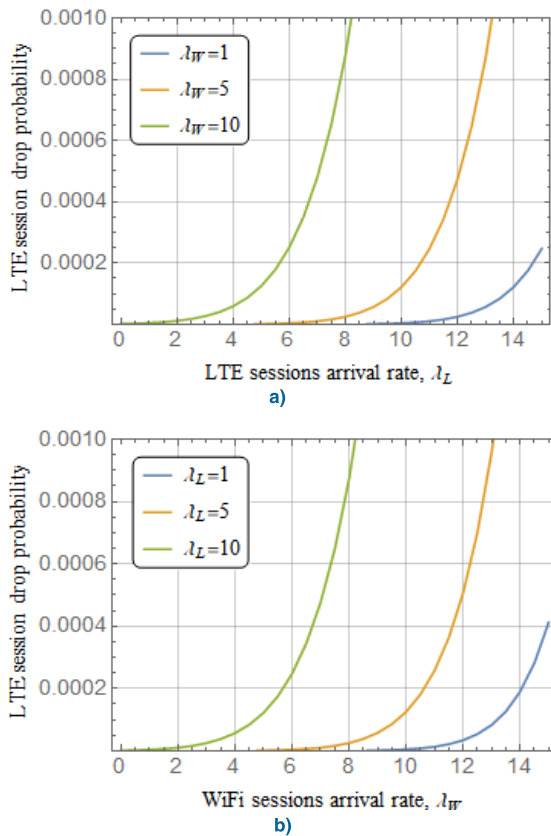 0.0010
0.0008
0.0006
0.0004
0.0002
LTE session drop probability
λW=1
λW=5
λW=10
0 2 4 6 8 10 12 14
LTE sessions arrival rate, λL
a)
0.0010
0.0008
0.0006
0.0004
0.0002
LTE session drop probability
λL=1
λL=5
λL=10
0 2 4 6 8 10 12 14
WiFi sessions arrival rate, λW
b)